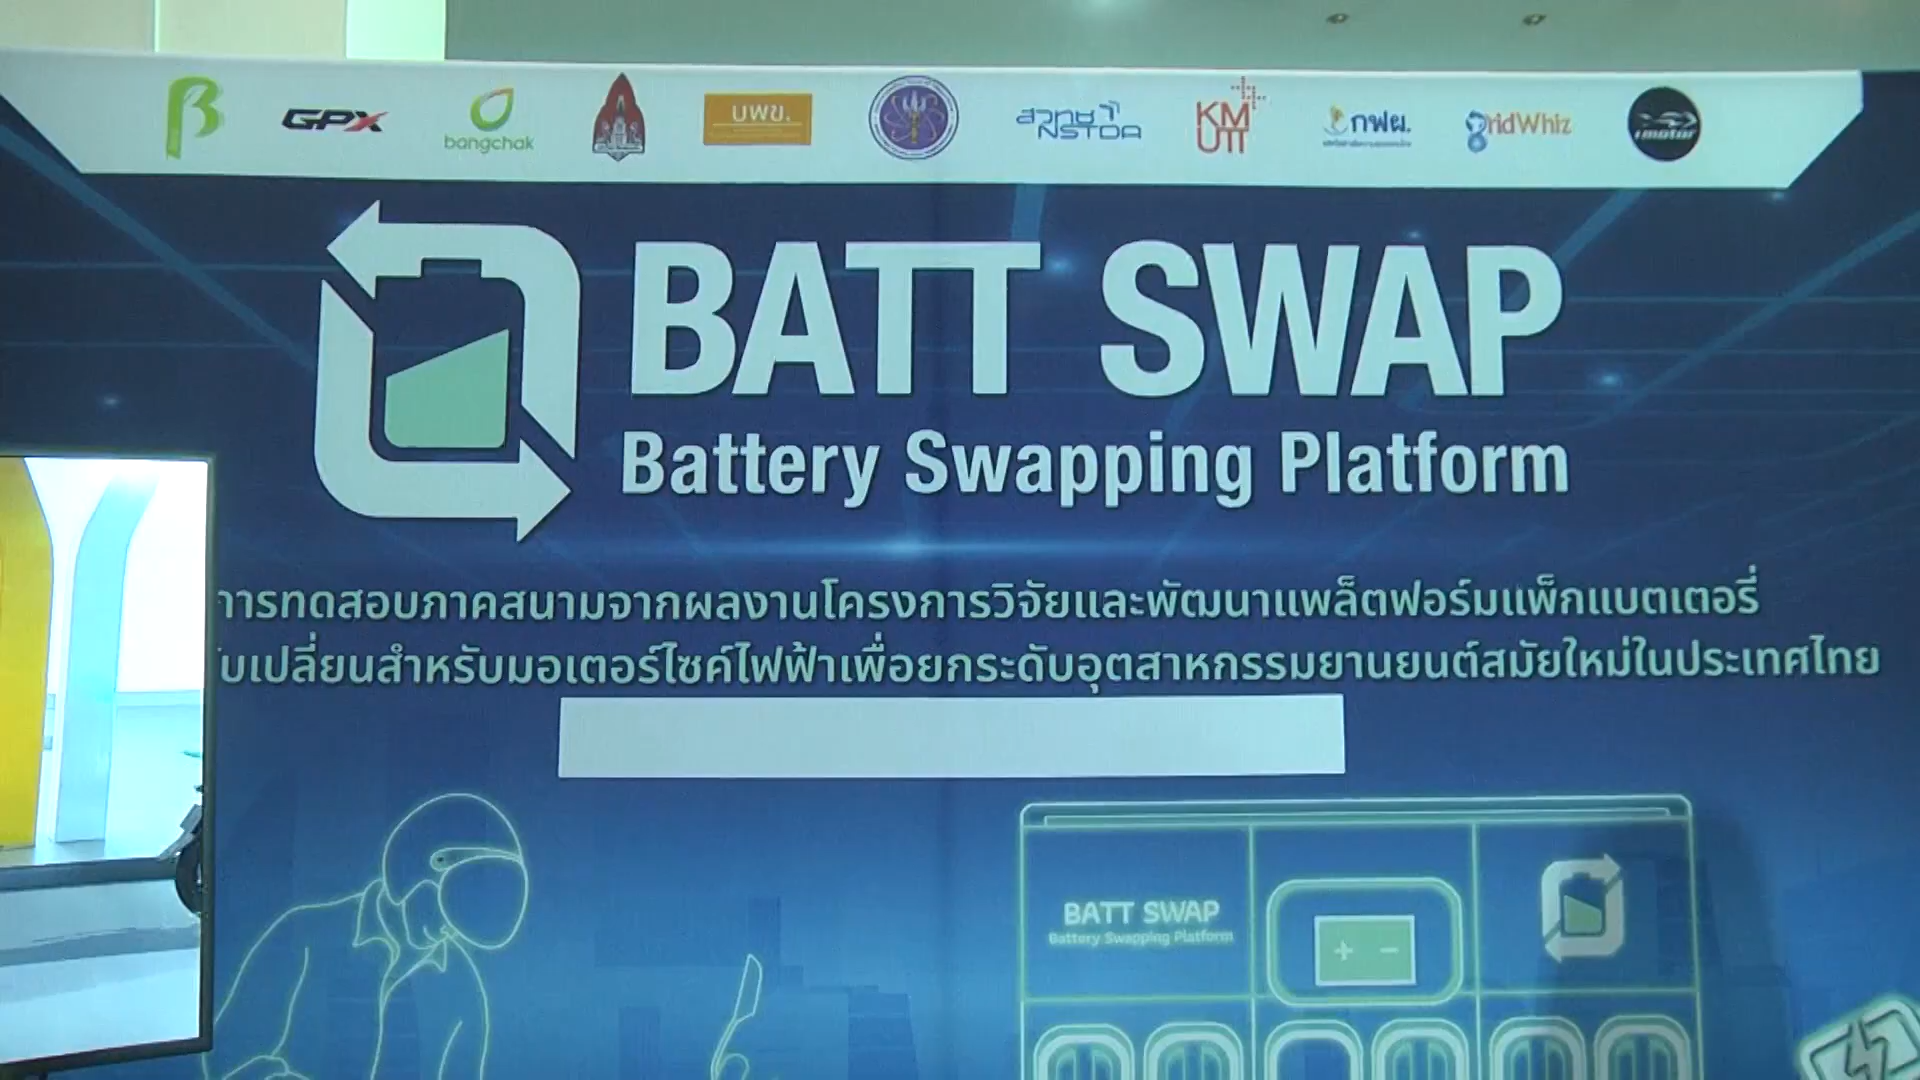 GPX
bangchak
บพข.
สวทช
NSTDA
KM
UTT
กฟผ.
GridWhiz
i motor
BATT SWAP
Battery Swapping Platform
การทดสอบภาคสนามจากผลงานโครงการวิจัยและพัฒนาแพล็ตฟอร์มแพ็กแบตเตอรี่
บเปลี่ยนสำหรับมอเตอร์ไซค์ไฟฟ้าเพื่อยกระดับอุตสาหกรรมยานยนต์สมัยใหม่ในประเทศไทย
BATT SWAP
Battery Swapping Platform